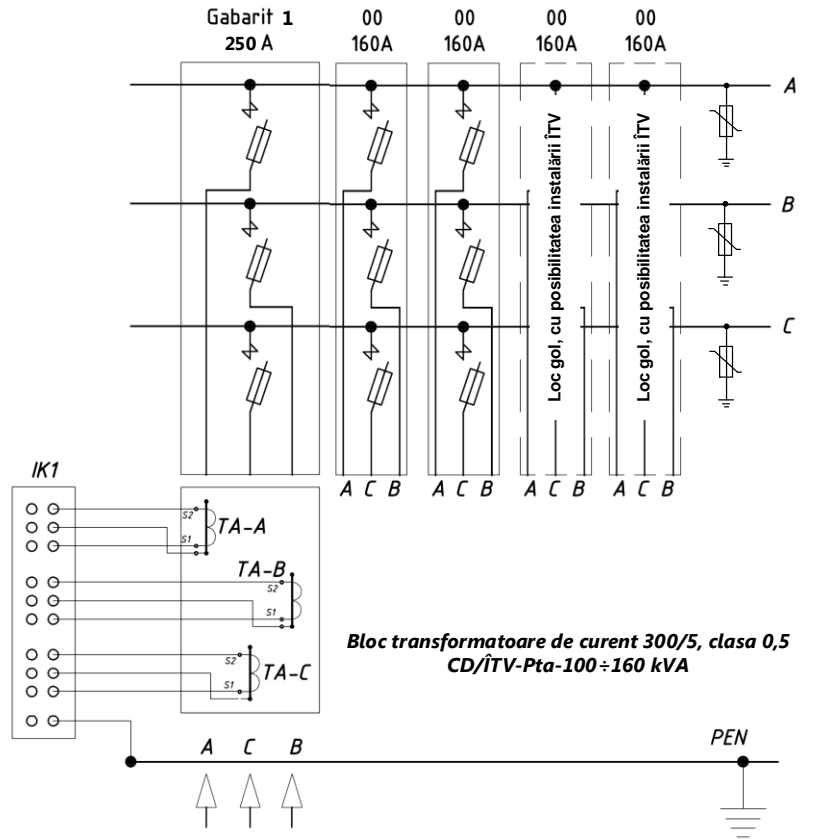 Gabarit 1
250 A
00
160A
00
160A
00
160A
00
160A
A
B
C
Loc gol, cu posibilitatea instalării ÎTV
Loc gol, cu posibilitatea instalării ÎTV
A C B
A C B
A C B
A C B
IK1
S2
S1
TA-A
TA-B
S2
S1
S2
S1
TA-C
Bloc transformatoare de curent 300/5, clasa 0,5
CD/ÎTV-Pta-100÷160 kVA
A C B
PEN